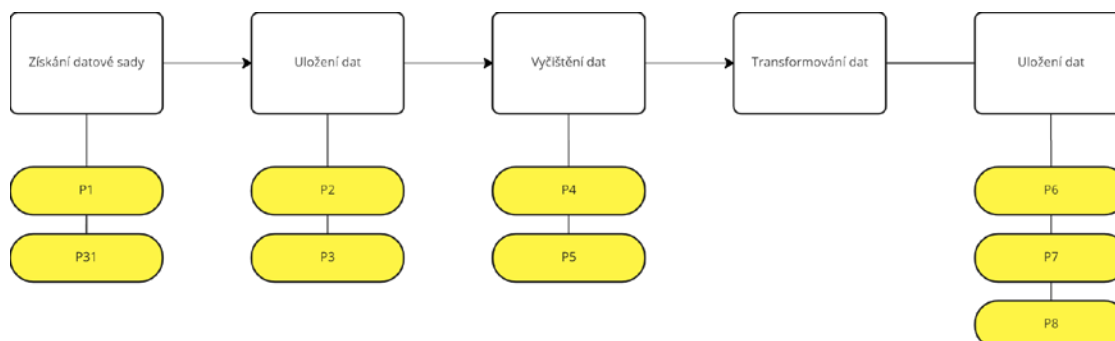 Získání datové sady
Uložení dat
Vyčištění dat
Transformování dat
Uložení dat
P1
P2
P4
P6
P31
P3
P5
P7
P8